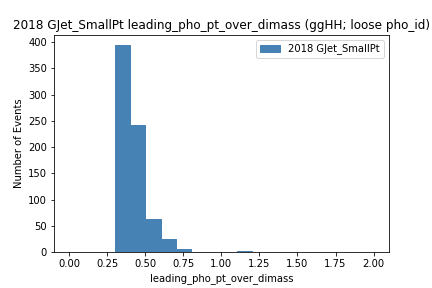 2018 GJet_SmallPt leading_pho_pt_over_dimass (ggHH; loose pho_id)
2018 GJet_SmallPt
400
350
300
250
200
150
100
50
0
Number of Events
0.00 0.25 0.50 0.75 1.00 1.25 1.50 1.75 2.00
leading_pho_pt_over_dimass